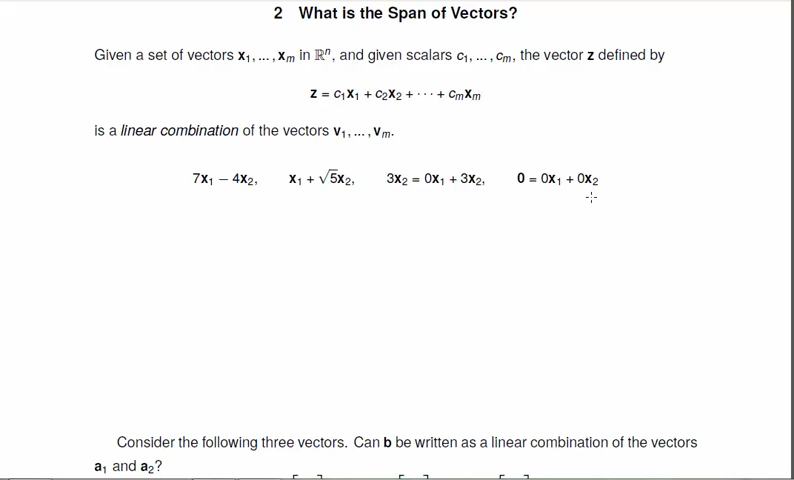 2 What is the Span of Vectors?
Given a set of vectors x₁, ... , xₘ in ℝⁿ, and given scalars c₁, ... , cₘ, the vector z defined by
z = c₁x₁ + c₂x₂ + · · · + cₘxₘ
is a linear combination of the vectors v₁, ... , vₘ.
7x₁ − 4x₂, x₁ + √5x₂, 3x₂ = 0x₁ + 3x₂, 0 = 0x₁ + 0x₂
Consider the following three vectors. Can b be written as a linear combination of the vectors
a₁ and a₂?